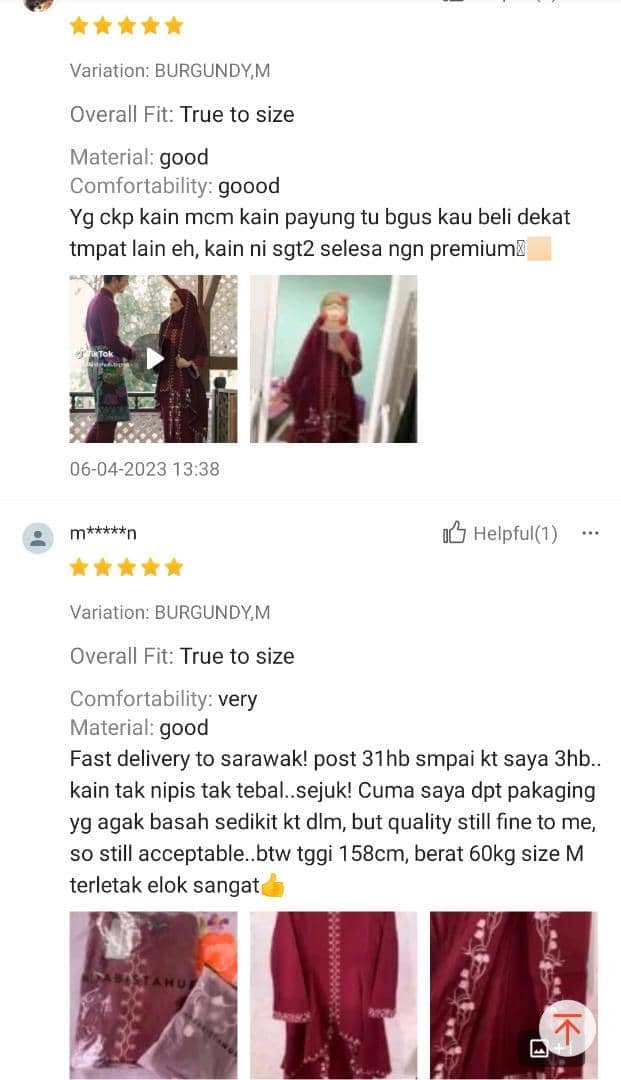 Variation: BURGUNDY,M
Overall Fit: True to size
Material: good
Comfortability: goood
Yg ckp kain mcm kain payung tu bgus kau beli dekat
tmpat lain eh, kain ni sgt2 selesa ngn premium
TikTok
06-04-2023 13:38
m*****n
Helpful(1)
Variation: BURGUNDY,M
Overall Fit: True to size
Comfortability: very
Material: good
Fast delivery to sarawak! post 31hb smpai kt saya 3hb..
kain tak nipis tak tebal..sejuk! Cuma saya dpt pakaging
yg agak basah sedikit kt dlm, but quality still fine to me,
so still acceptable..btw tggi 158cm, berat 60kg size M
terletak elok sangat👍